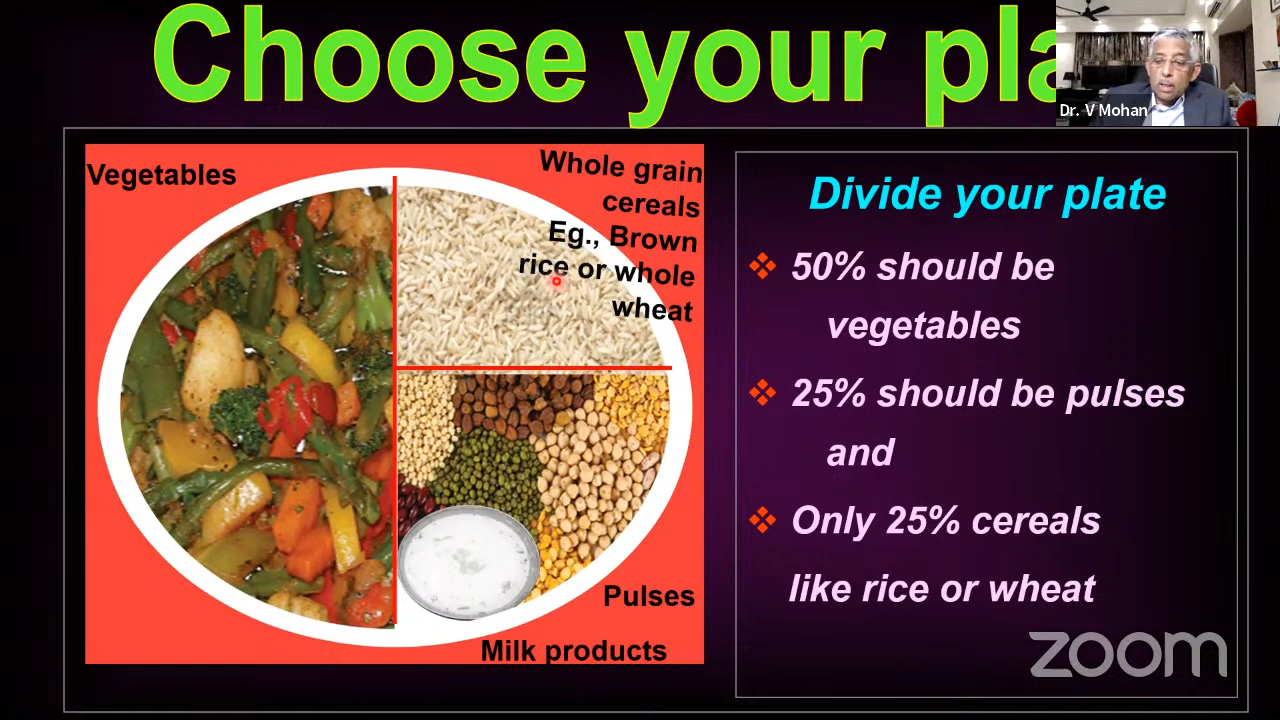 Choose your pla
Dr. V Mohan
Vegetables
Whole grain
cereals
Eg., Brown
rice or whole
wheat
Pulses
Milk products
Divide your plate
50% should be
vegetables
25% should be pulses
and
Only 25% cereals
like rice or wheat
zoom